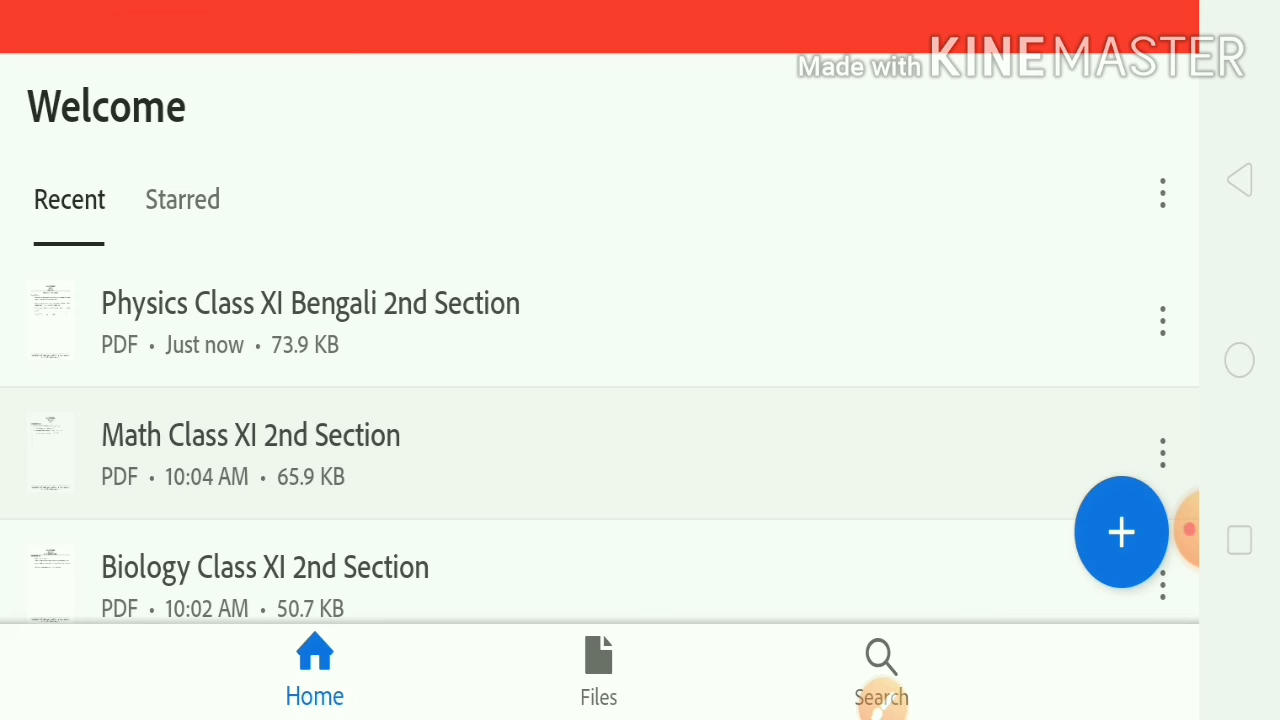 Made with KINEMASTER
Welcome
Recent Starred
Physics Class XI Bengali 2nd Section
PDF • Just now • 73.9 KB
Math Class XI 2nd Section
PDF • 10:04 AM • 65.9 KB
Biology Class XI 2nd Section
PDF • 10:02 AM • 50.7 KB
Home Files Search